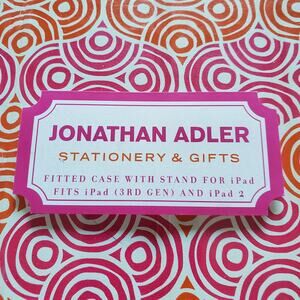 JONATHAN ADLER
STATIONERY & GIFTS
FITTED CASE WITH STAND FOR iPad
FITS iPad (3RD GEN) AND iPad 2